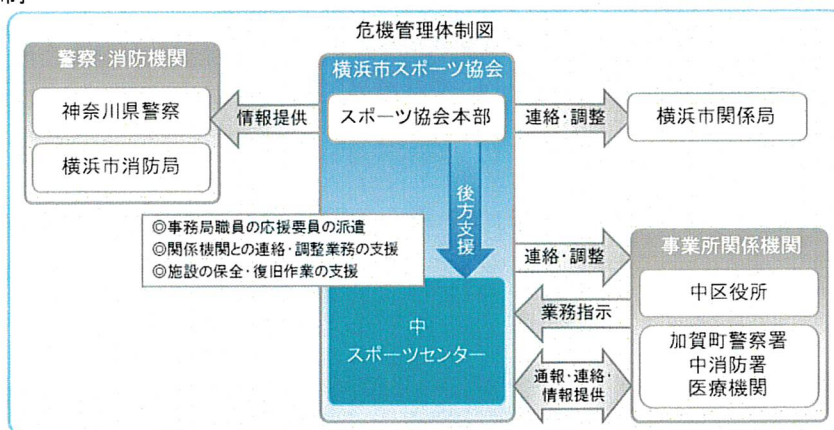 危機管理体制図
警察・消防機関
神奈川県警察
横浜市消防局
情報提供
横浜市スポーツ協会
スポーツ協会本部
連絡・調整
横浜市関係局
後方支援
◎事務局職員の応援要員の派遣
◎関係機関との連絡・調整業務の支援
◎施設の保全・復旧作業の支援
中
スポーツセンター
連絡・調整
業務指示
通報・連絡・
情報提供
事業所関係機関
中区役所
加賀町警察署
中消防署
医療機関